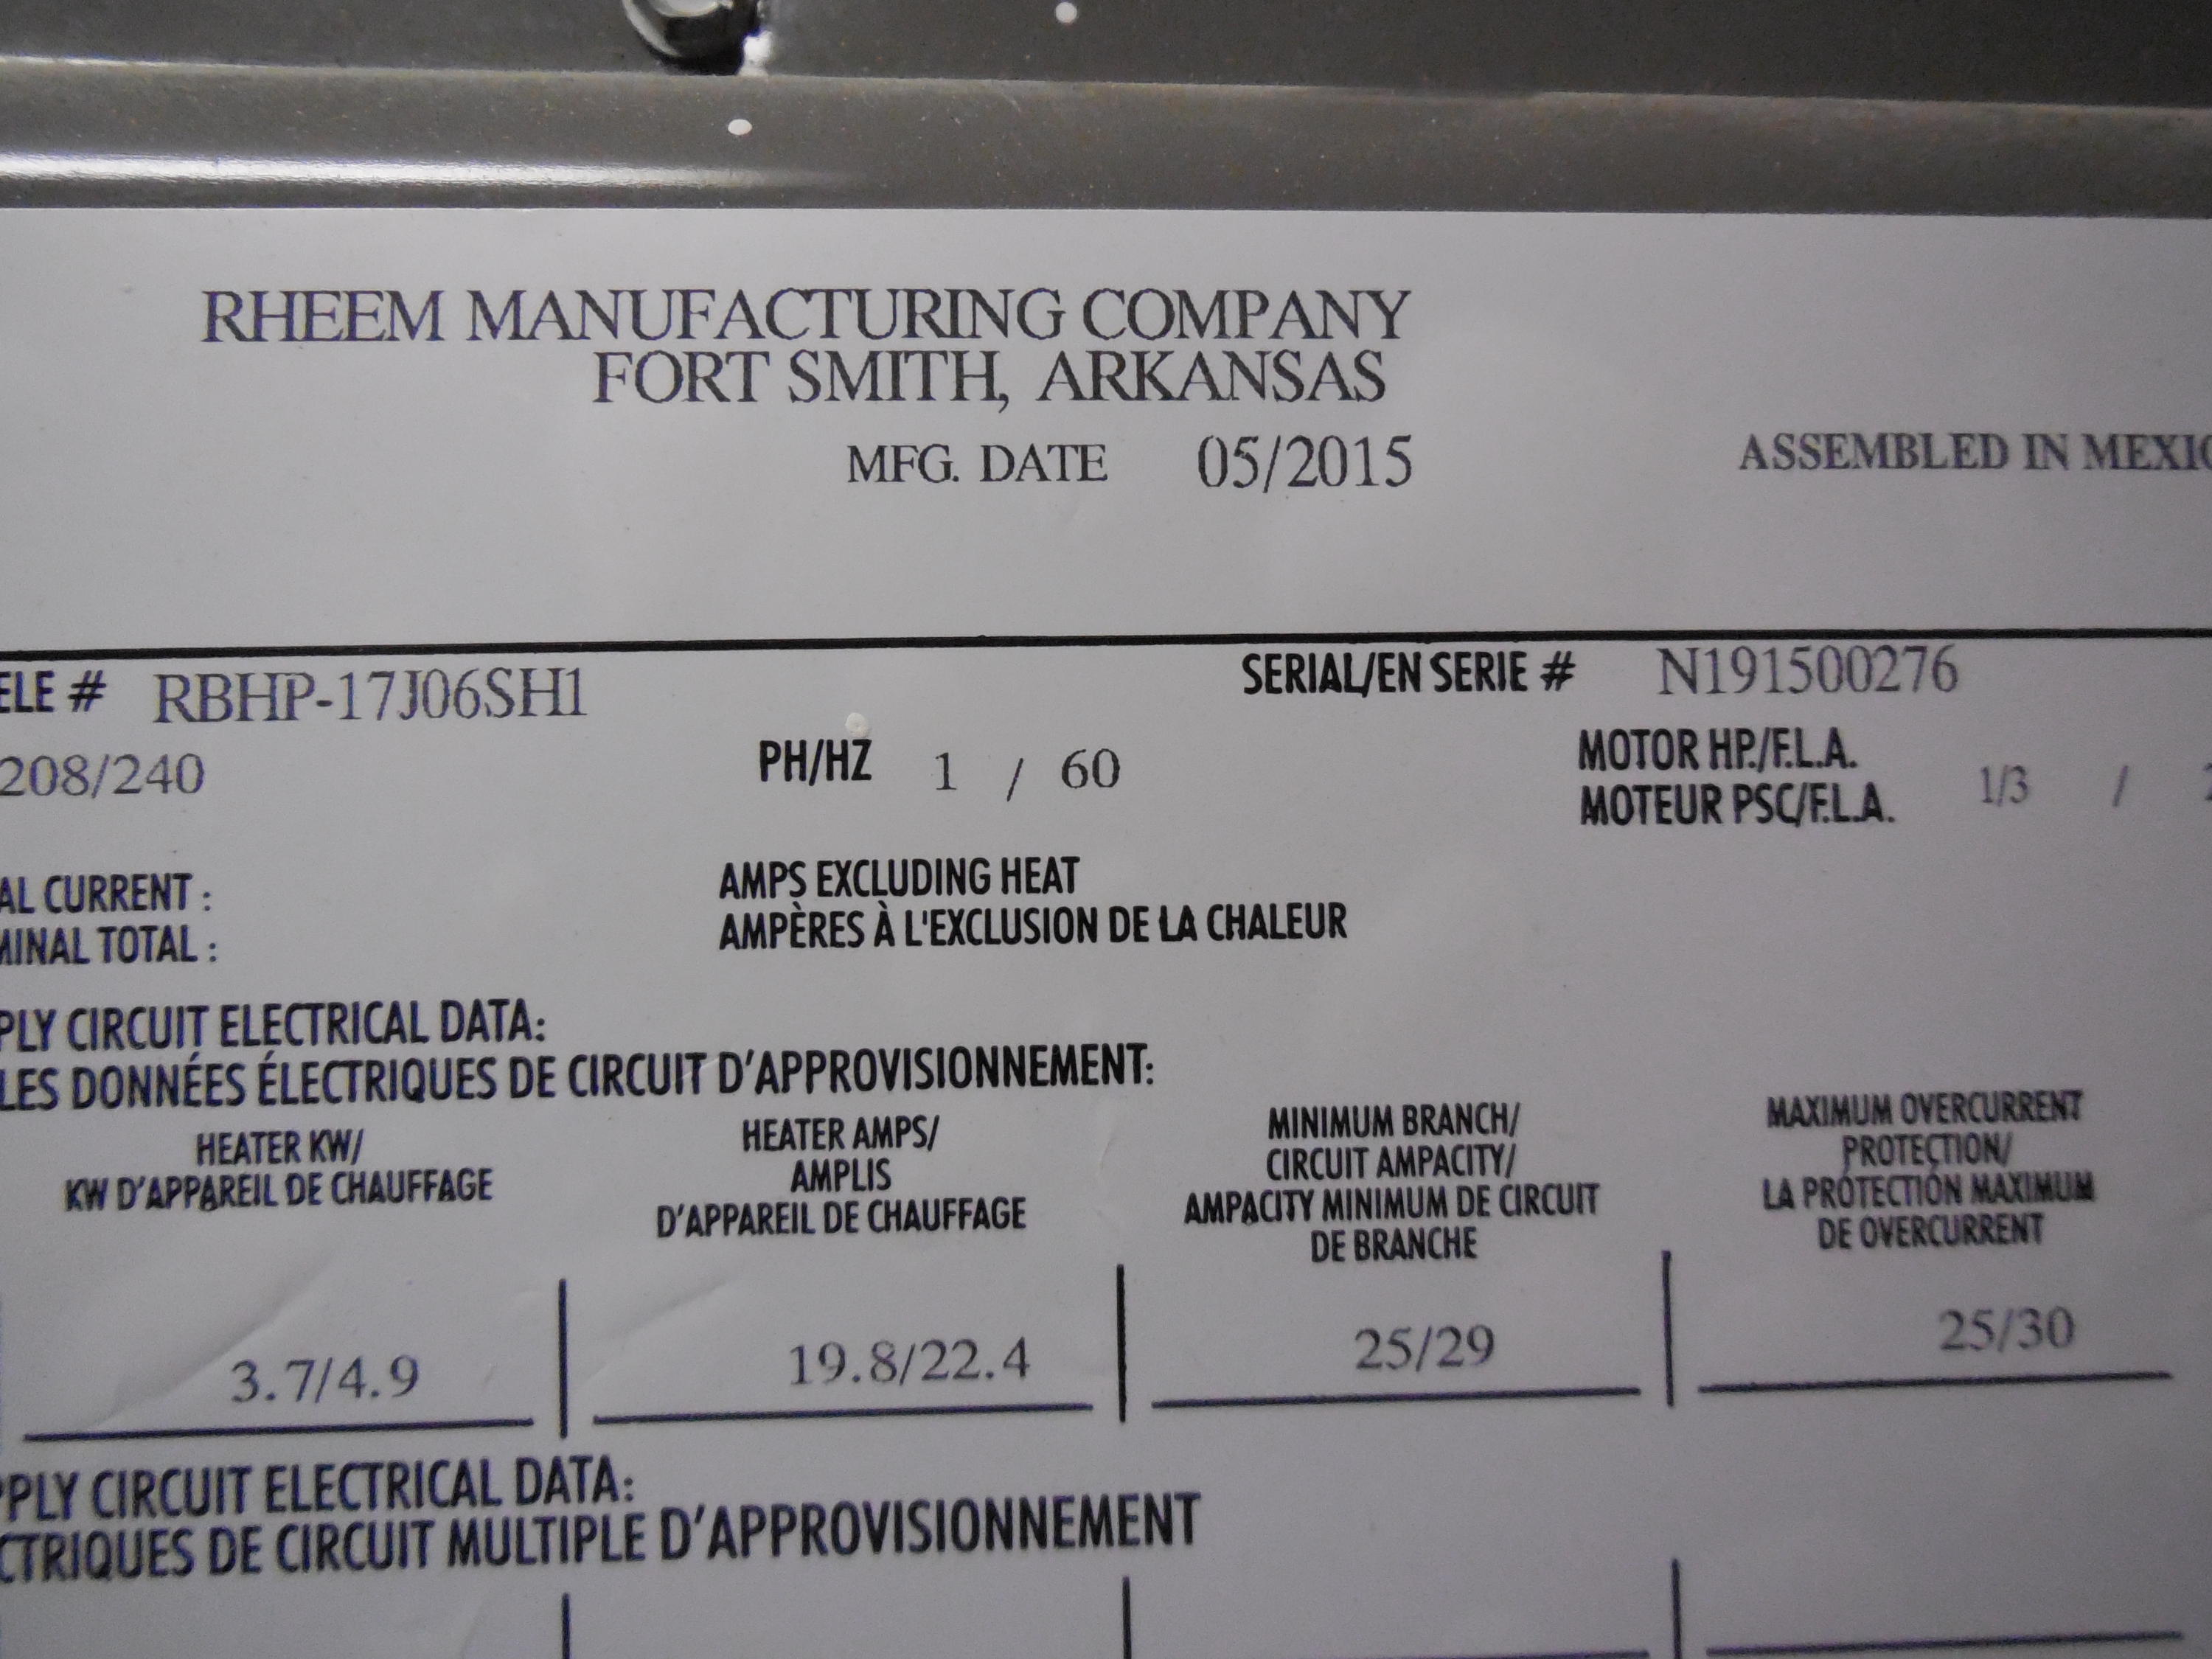 RHEEM MANUFACTURING COMPANY
FORT SMITH, ARKANSAS
MFG. DATE 05/2015
ASSEMBLED IN MEXIC
ELE # RBHP-17J06SH1
SERIAL/EN SERIE # N191500276
208/240
PH/HZ 1 / 60
MOTOR HP./F.L.A.
MOTEUR PSC/F.L.A. 1/3 /
AL CURRENT :
MINAL TOTAL :
AMPS EXCLUDING HEAT
AMPÈRES À L'EXCLUSION DE LA CHALEUR
PLY CIRCUIT ELECTRICAL DATA:
LES DONNÉES ÉLECTRIQUES DE CIRCUIT D'APPROVISIONNEMENT:
HEATER KW/
KW D'APPAREIL DE CHAUFFAGE
HEATER AMPS/
AMPLIS
D'APPAREIL DE CHAUFFAGE
MINIMUM BRANCH/
CIRCUIT AMPACITY/
AMPACITY MINIMUM DE CIRCUIT
DE BRANCHE
MAXIMUM OVERCURRENT
PROTECTION/
LA PROTECTION MAXIMUM
DE OVERCURRENT
3.7/4.9
19.8/22.4
25/29
25/30
PPLY CIRCUIT ELECTRICAL DATA:
CTRIQUES DE CIRCUIT MULTIPLE D'APPROVISIONNEMENT